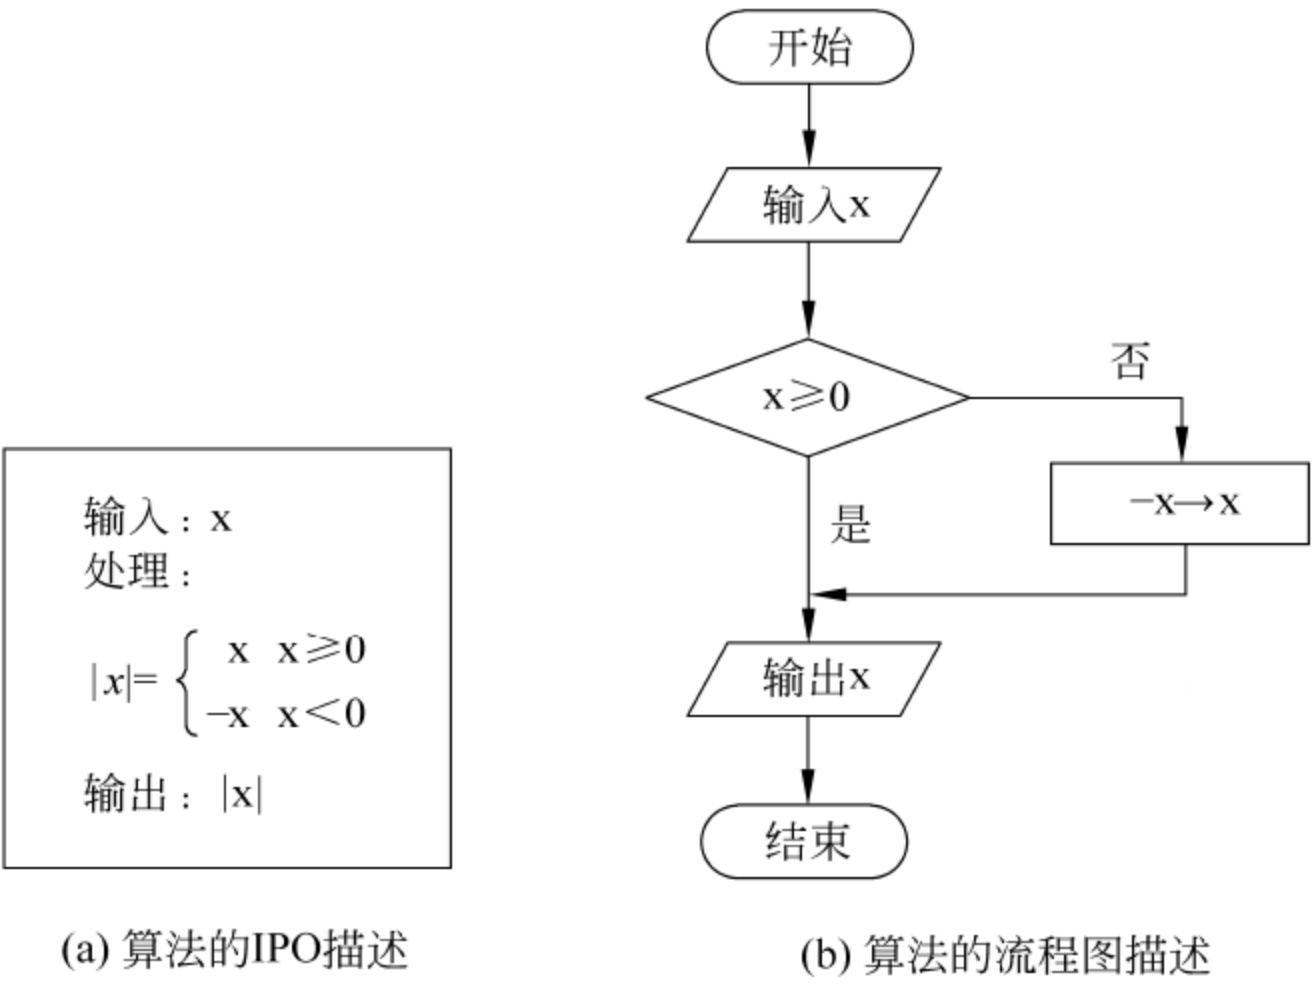 输入：x
处理：
|x|= { x x≥0
-x x<0
输出：|x|
(a) 算法的IPO描述
开始
输入x
x≥0
否
-x→x
是
输出x
结束
(b) 算法的流程图描述